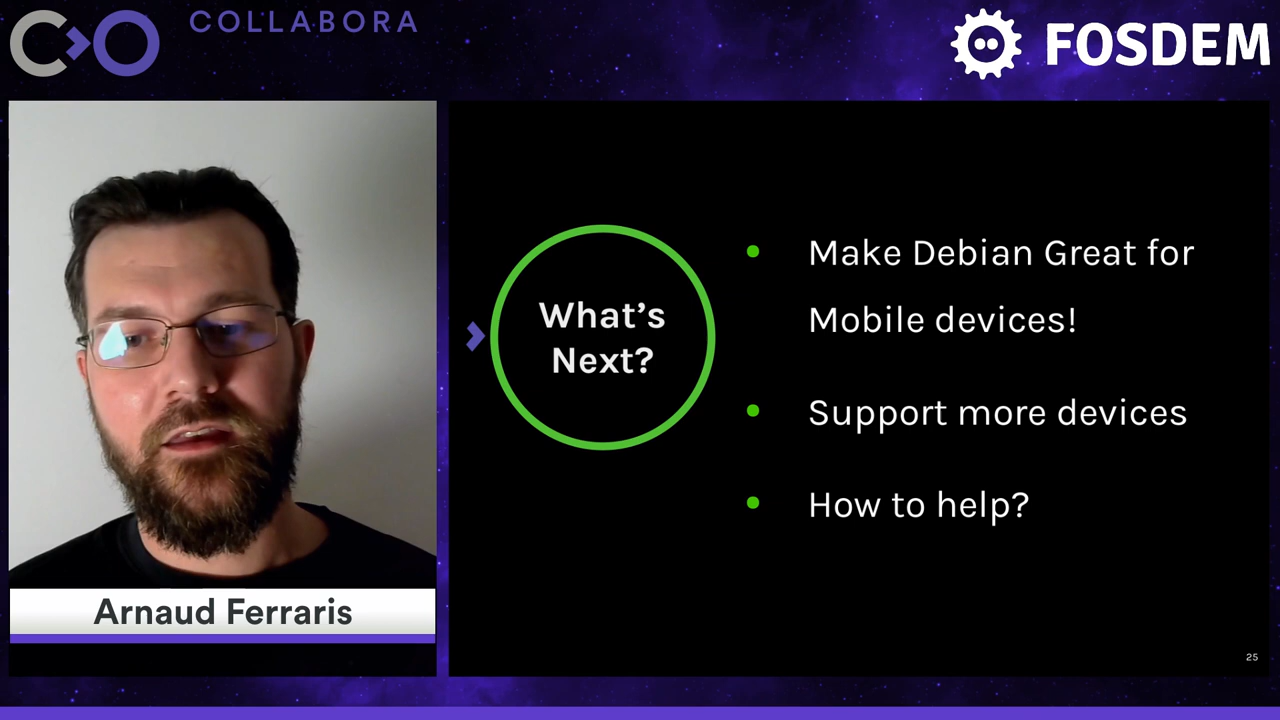 COLLABORA
FOSDEM
What's
Next?
• Make Debian Great for
Mobile devices!
• Support more devices
• How to help?
Arnaud Ferraris
25